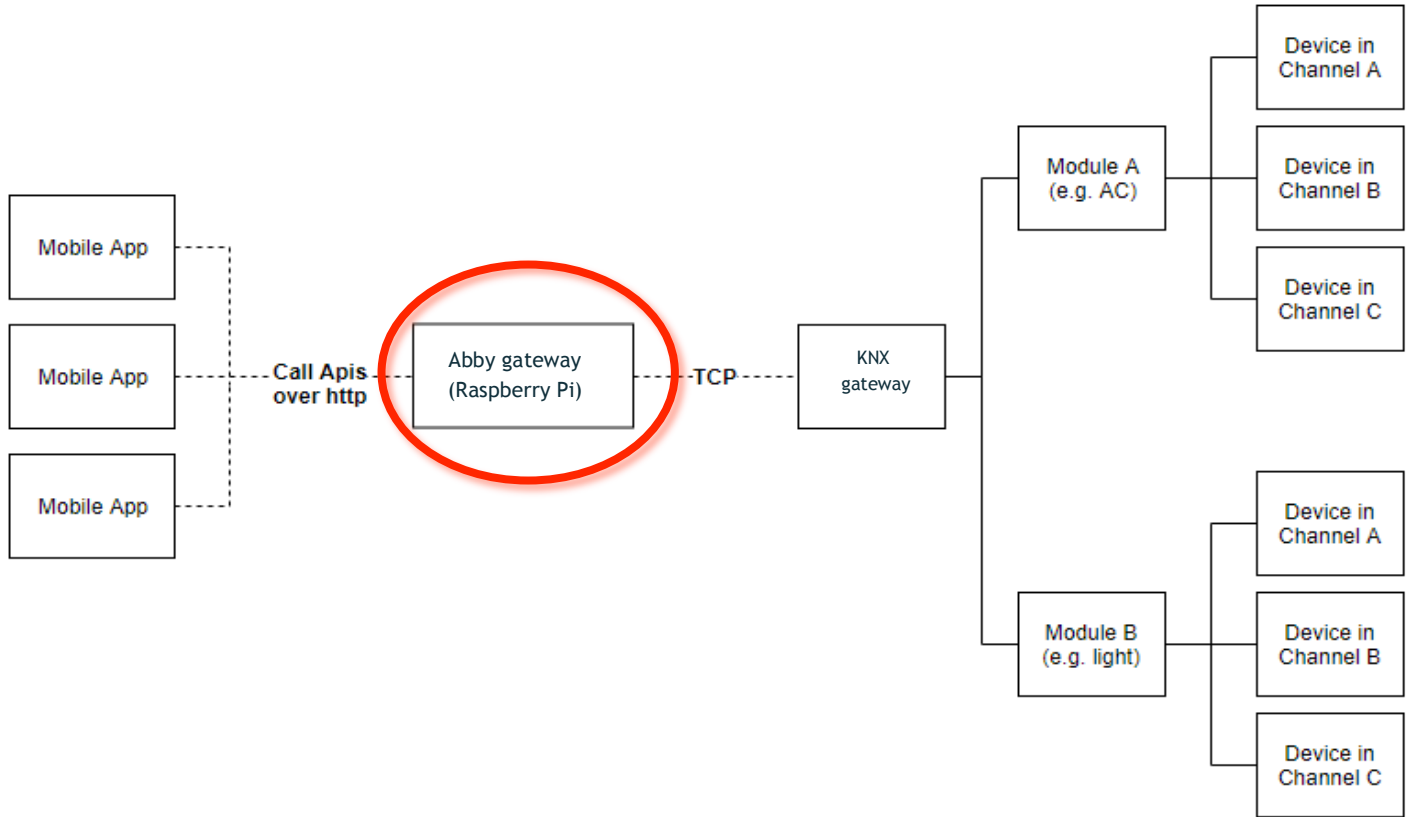 Mobile App
Mobile App
Mobile App
Call Apis
over http
Abby gateway
(Raspberry Pi)
TCP
KNX
gateway
Module A
(e.g. AC)
Device in
Channel A
Device in
Channel B
Device in
Channel C
Module B
(e.g. light)
Device in
Channel A
Device in
Channel B
Device in
Channel C